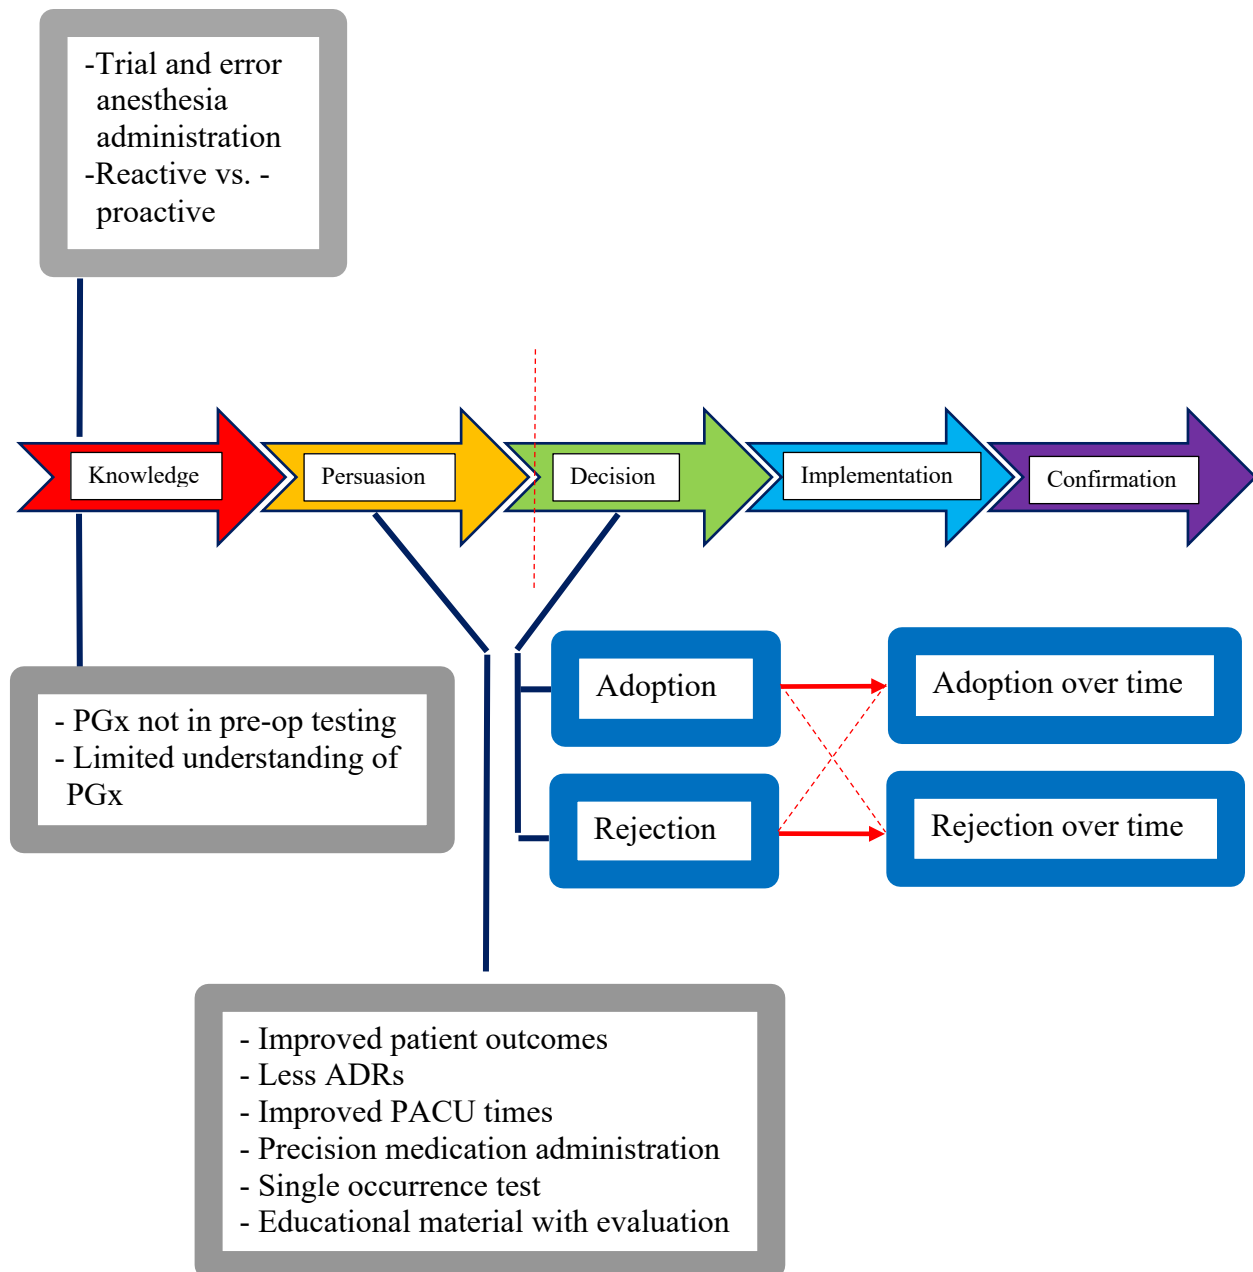 -Trial and error
anesthesia
administration
-Reactive vs. -
proactive
Knowledge
Persuasion
Decision
Implementation
Confirmation
- PGx not in pre-op testing
- Limited understanding of
PGx
Adoption
Adoption over time
Rejection
Rejection over time
- Improved patient outcomes
- Less ADRs
- Improved PACU times
- Precision medication administration
- Single occurrence test
- Educational material with evaluation